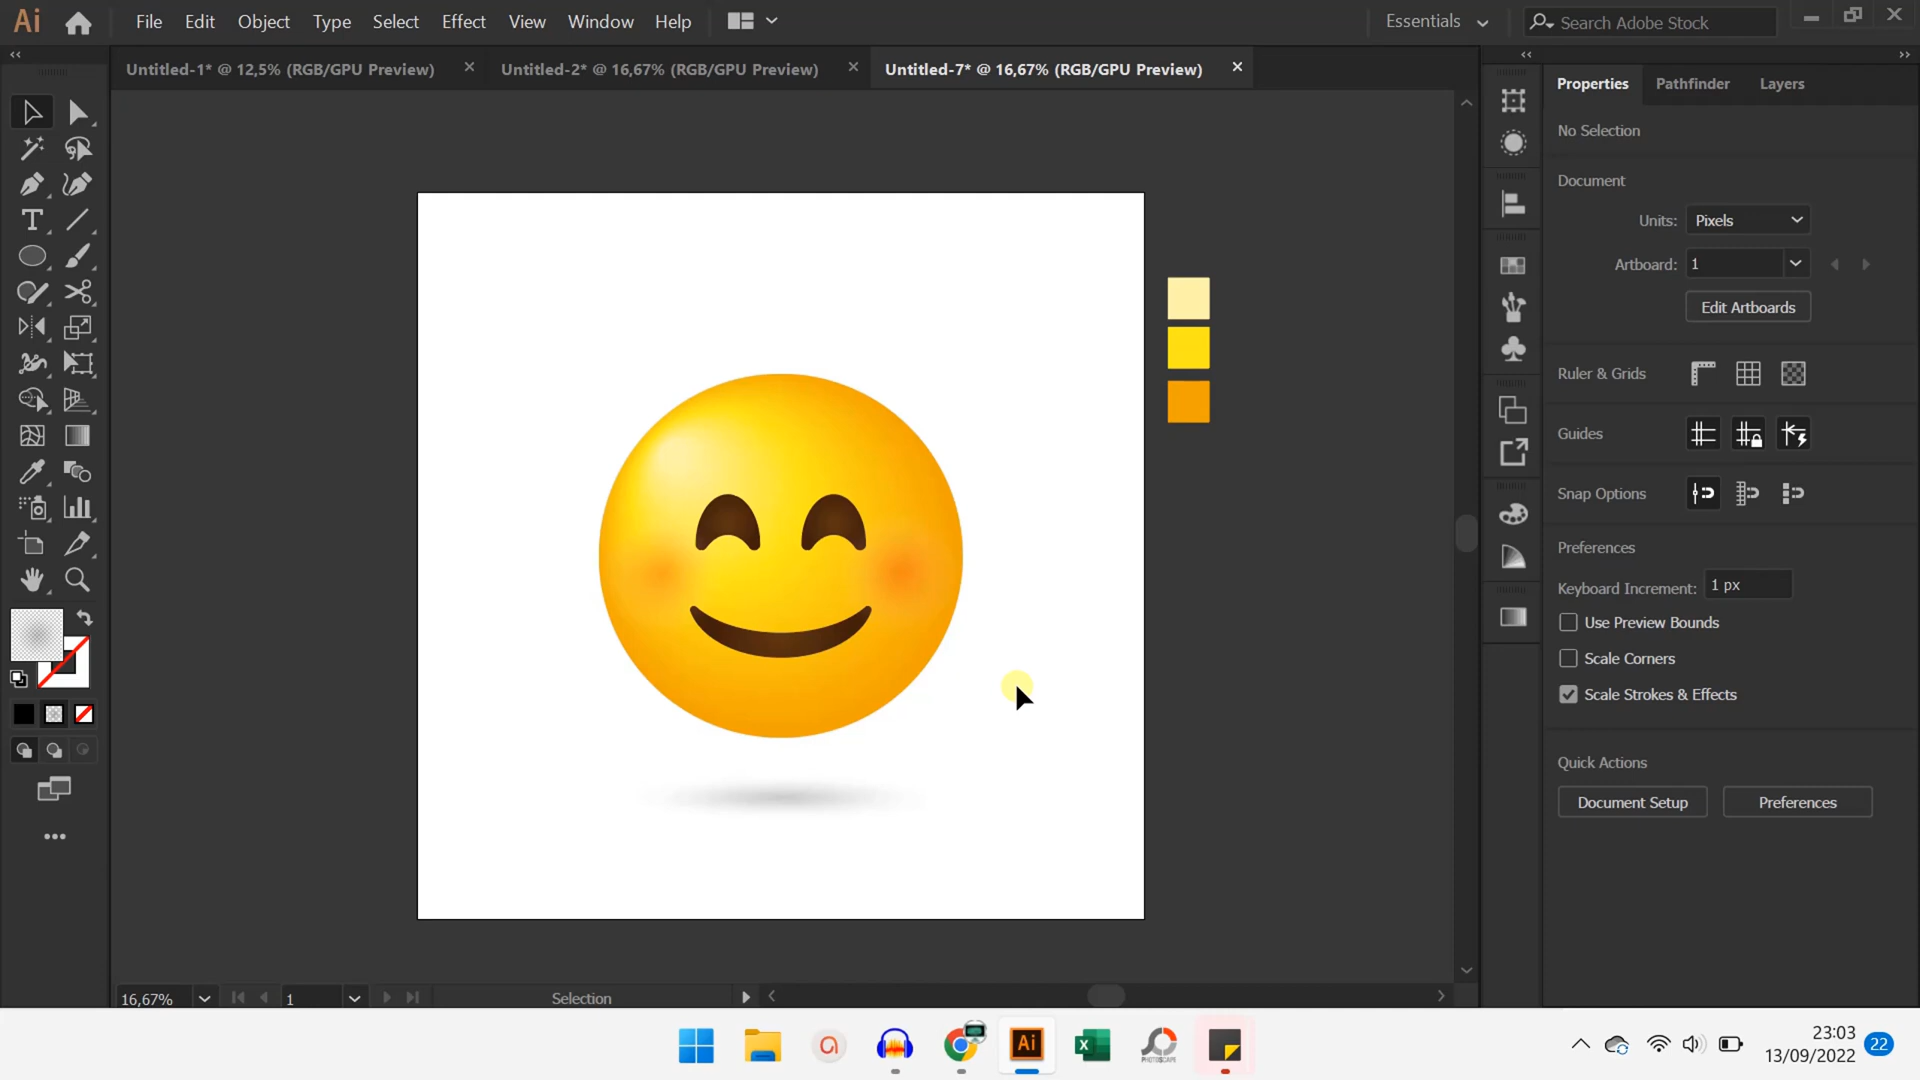 Ai File Edit Object Type Select Effect View Window Help Essentials Search Adobe Stock
Untitled-1* @ 12,5% (RGB/GPU Preview) Untitled-2* @ 16,67% (RGB/GPU Preview) Untitled-7* @ 16,67% (RGB/GPU Preview)
Properties Pathfinder Layers
No Selection
Document
Units: Pixels
Artboard: 1
Edit Artboards
Ruler & Grids
Guides
Snap Options
Preferences
Keyboard Increment: 1 px
Use Preview Bounds
Scale Corners
Scale Strokes & Effects
Quick Actions
Document Setup Preferences
16,67% 1 Selection
Ai
PHOTOSCAPE
23:03
13/09/2022
22